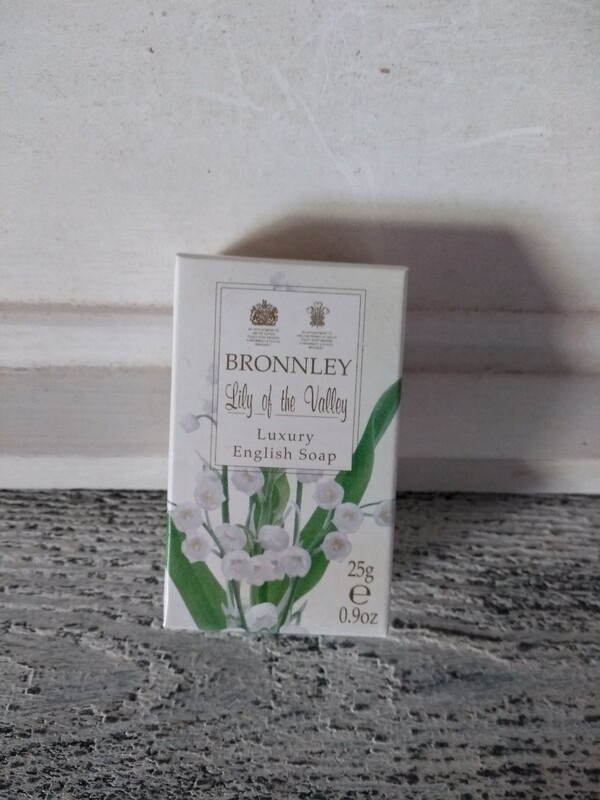 BRONNLEY
Lily of the Valley
Luxury
English Soap
25g
e
0.9oz